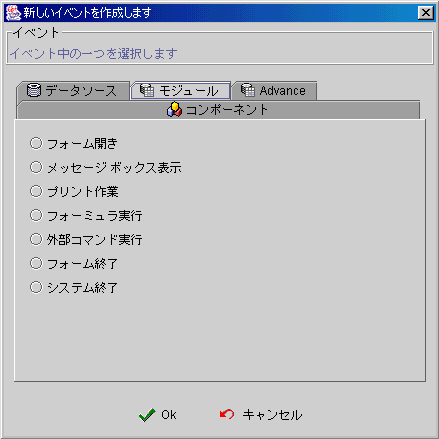 新しいイベントを作成します
イベント
イベント中の一つを選択します
データソース モジュール Advance
コンポーネント
フォーム開き
メッセージ ボックス表示
プリント作業
フォーミュラ実行
外部コマンド実行
フォーム終了
システム終了
Ok キャンセル